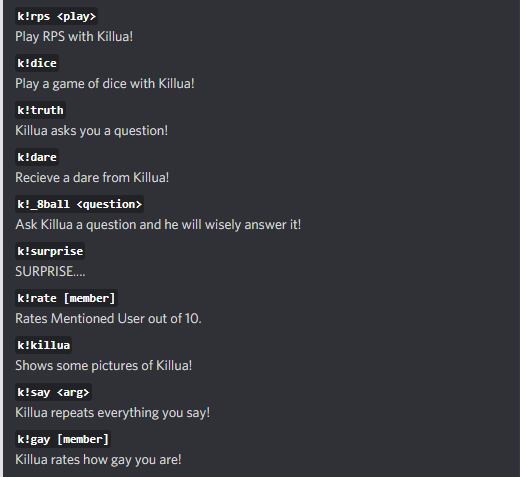 k!rps <play>
Play RPS with Killua!
k!dice
Play a game of dice with Killua!
k!truth
Killua asks you a question!
k!dare
Recieve a dare from Killua!
k!_8ball <question>
Ask Killua a question and he will wisely answer it!
k!surprise
SURPRISE....
k!rate [member]
Rates Mentioned User out of 10.
k!killua
Shows some pictures of Killua!
k!say <arg>
Killua repeats everything you say!
k!gay [member]
Killua rates how gay you are!